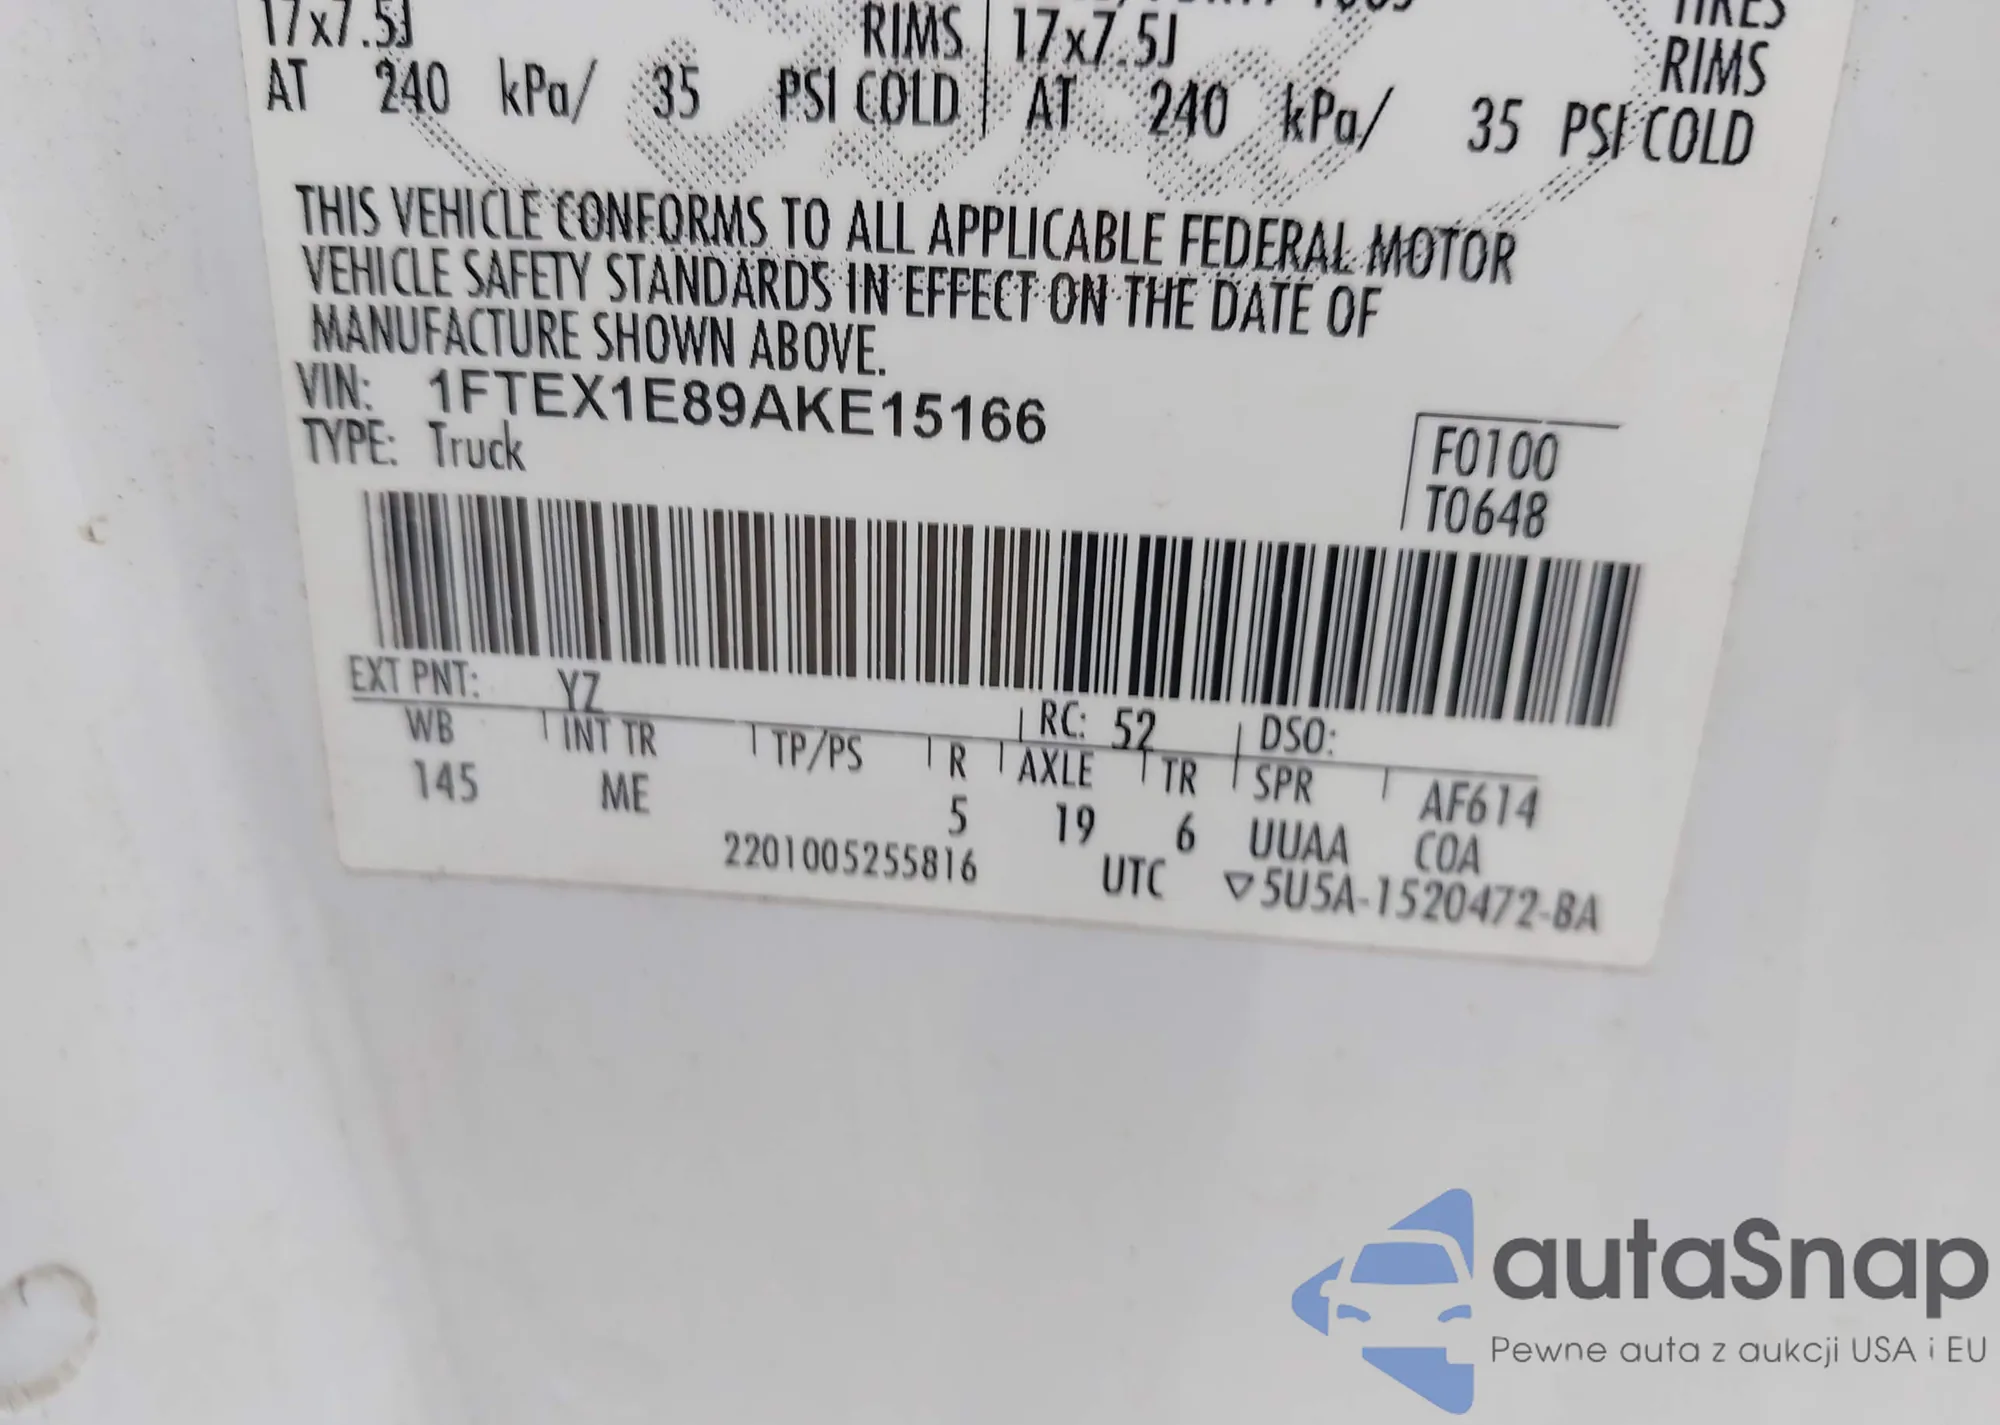 17x7.5J RIMS 17x7.5J RIMS
AT 240 kPa/ 35 PSI COLD AT 240 kPa/ 35 PSI COLD
THIS VEHICLE CONFORMS TO ALL APPLICABLE FEDERAL MOTOR
VEHICLE SAFETY STANDARDS IN EFFECT ON THE DATE OF
MANUFACTURE SHOWN ABOVE.
VIN: 1FTEX1E89AKE15166
TYPE: Truck
F0100
T0648
EXT PNT: YZ RC: 52 DSO:
WB INT TR TP/PS R AXLE TR SPR AF614
145 ME 5 19 6 UUAA COA
2201005255816 UTC ▽5U5A-1520472-BA
autaSnap
Pewne auta z aukcji USA i EU